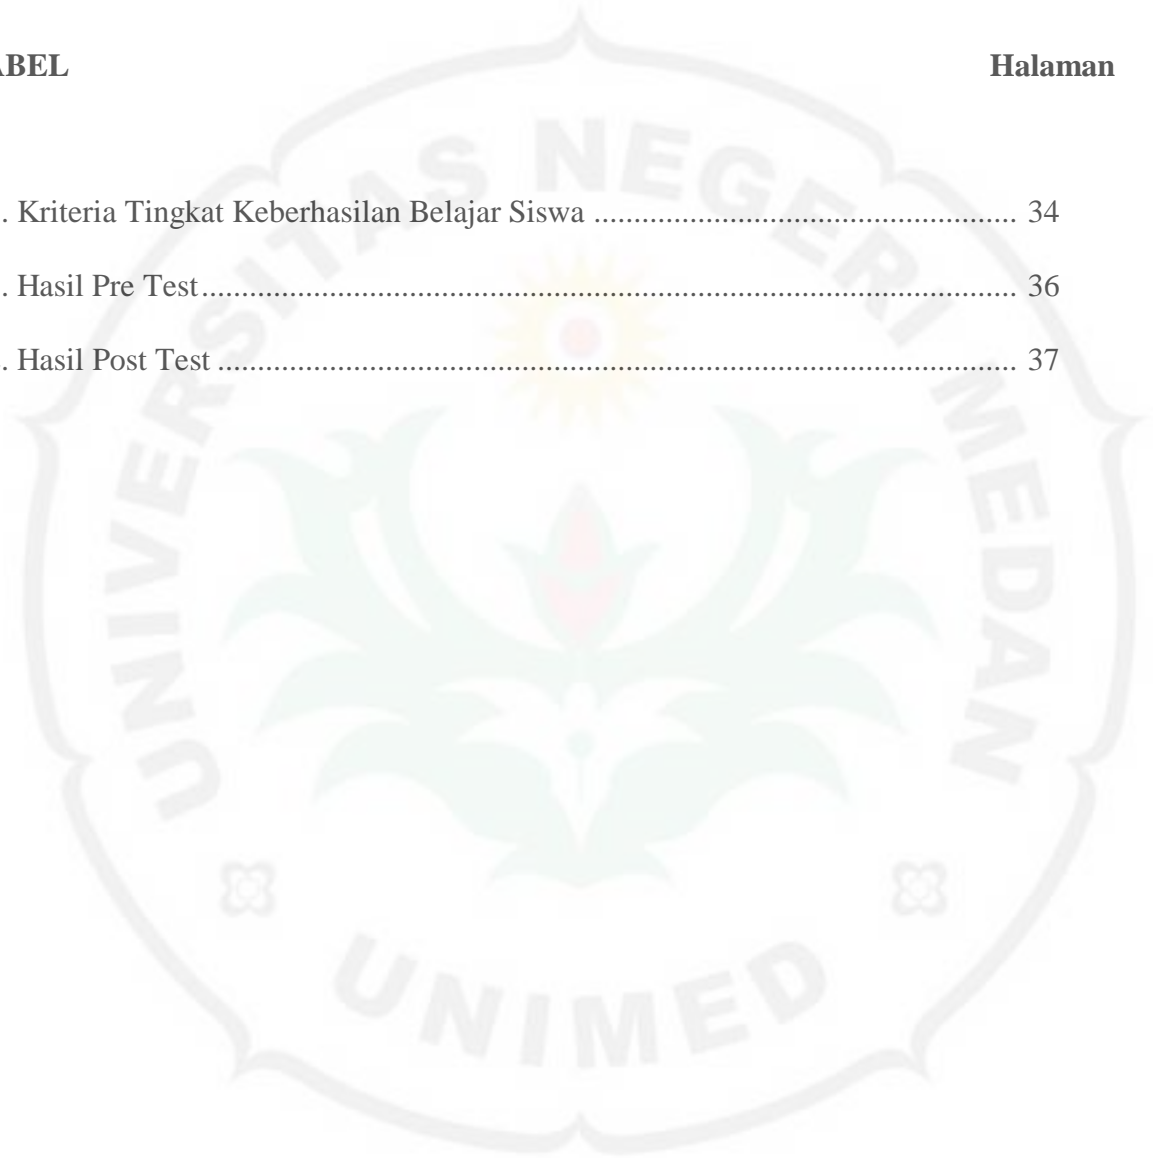 ABEL Halaman
. Kriteria Tingkat Keberhasilan Belajar Siswa ..................................................... 34
. Hasil Pre Test ...................................................................................................... 36
. Hasil Post Test .................................................................................................... 37
UNIVERSITAS NEGERI MEDAN
UNIMED